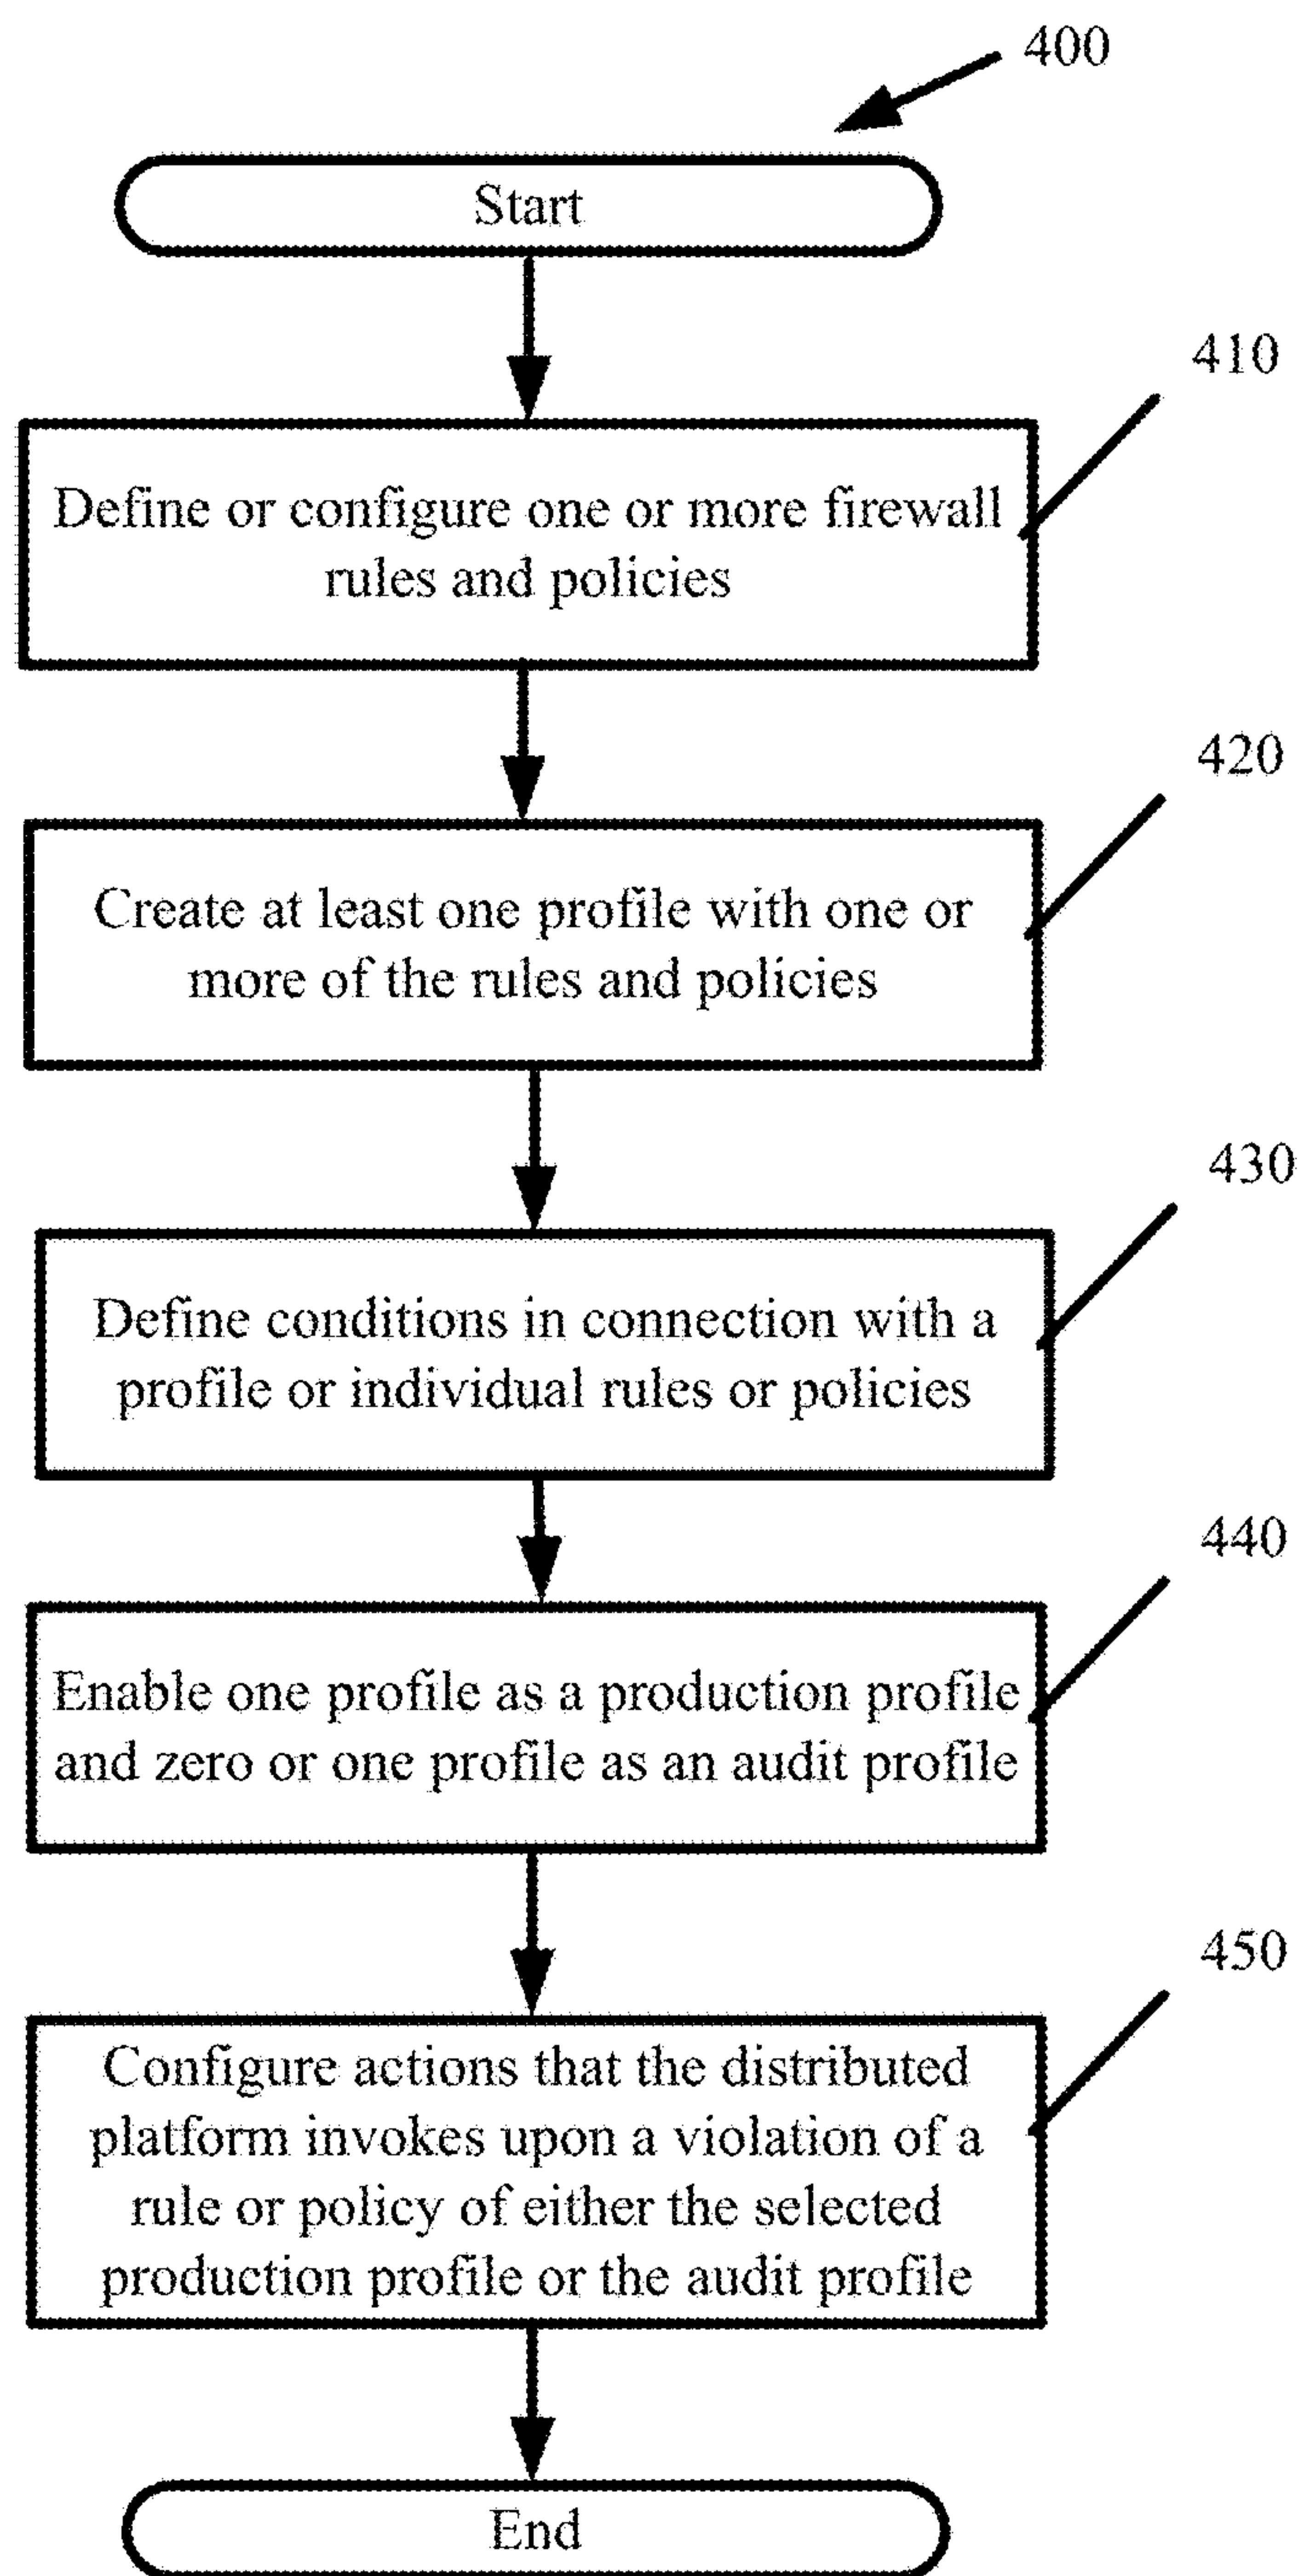 400
Start
410
Define or configure one or more firewall
rules and policies
420
Create at least one profile with one or
more of the rules and policies
430
Define conditions in connection with a
profile or individual rules or policies
440
Enable one profile as a production profile
and zero or one profile as an audit profile
450
Configure actions that the distributed
platform invokes upon a violation of a
rule or policy of either the selected
production profile or the audit profile
End